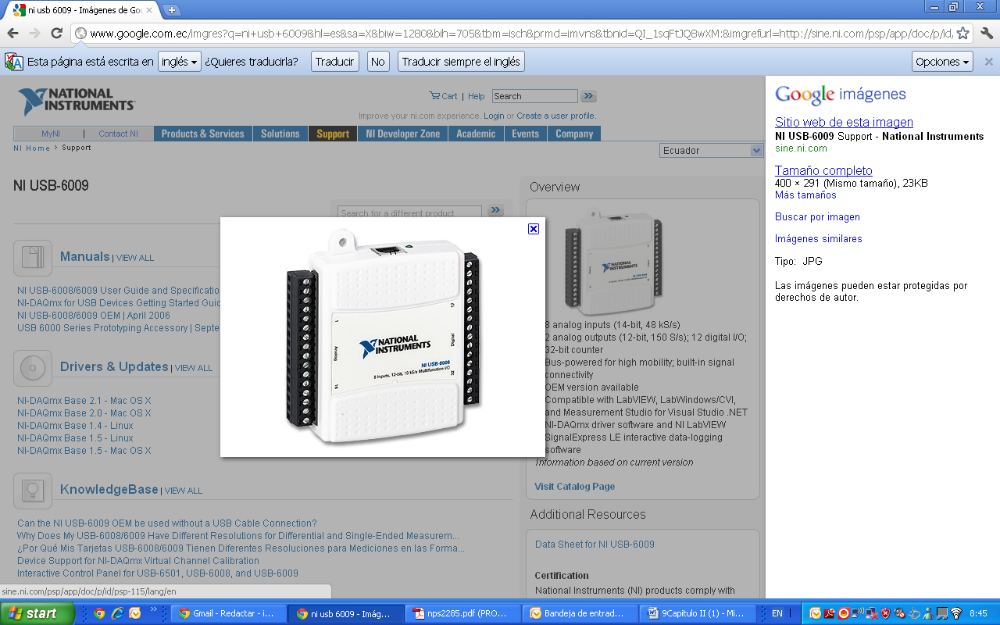 ni usb 6009 - Imágenes de Go
www.google.com.ec/imgres?q=ni+usb+6009&hl=es&sa=X&biw=1280&bih=705&tbm=isch&prmd=imvns&tbnid=QI_1sqFtJQ8wXM:&imgrefurl=http://sine.ni.com/psp/app/doc/p/id,
Esta página está escrita en inglés ¿Quieres traducirla? Traducir No Traducir siempre el inglés Opciones
NATIONAL INSTRUMENTS
Cart | Help Search
Improve your ni.com experience. Login or Create a user profile.
MyNI | Contact NI Products & Services Solutions Support NI Developer Zone Academic Events Company
NI Home > Support
Ecuador
NI USB-6009
Search for a different product
Manuals | VIEW ALL
NI USB-6008/6009 User Guide and Specificatio
NI-DAQmx for USB Devices Getting Started Guid
NI USB-6008/6009 OEM | April 2006
USB 6000 Series Prototyping Accessory | Septe
Drivers & Updates | VIEW ALL
NI-DAQmx Base 2.1 - Mac OS X
NI-DAQmx Base 2.0 - Mac OS X
NI-DAQmx Base 1.4 - Linux
NI-DAQmx Base 1.5 - Linux
NI-DAQmx Base 1.5 - Mac OS X
KnowledgeBase | VIEW ALL
Can the NI USB-6009 OEM be used without a USB Cable Connection?
Why Does My USB-6008/6009 Have Different Resolutions for Differential and Single-Ended Measurem...
¿Por Qué Mis Tarjetas USB-6008/6009 Tienen Diferentes Resoluciones para Mediciones en las Forma...
Device Support for NI-DAQmx Virtual Channel Calibration
Interactive Control Panel for USB-6501, USB-6008, and USB-6009
1
17
Analog
Digital
16
32
NATIONAL INSTRUMENTS
NI USB-6008
8 Inputs, 12-bit, 10 kS/s Multifunction I/O
Overview
NATIONAL INSTRUMENTS
8 analog inputs (14-bit, 48 kS/s)
2 analog outputs (12-bit, 150 S/s); 12 digital I/O;
32-bit counter
Bus-powered for high mobility; built-in signal
connectivity
OEM version available
Compatible with LabVIEW, LabWindows/CVI,
and Measurement Studio for Visual Studio .NET
NI-DAQmx driver software and NI LabVIEW
SignalExpress LE interactive data-logging
software
Information based on current version
Visit Catalog Page
Additional Resources
Data Sheet for NI USB-6009
Certification
National Instruments (NI) products comply with
Google imágenes
Sitio web de esta imagen
NI USB-6009 Support - National Instruments
sine.ni.com
Tamaño completo
400 × 291 (Mismo tamaño), 23KB
Más tamaños
Buscar por imagen
Imágenes similares
Tipo: JPG
Las imágenes pueden estar protegidas por
derechos de autor.
sine.ni.com/psp/app/doc/p/id/psp-115/lang/en
start
Gmail - Redactar - i...
ni usb 6009 - Imág...
nps2285.pdf (PRO...
Bandeja de entrad...
9Capitulo II (1) - Mi...
EN
8:45